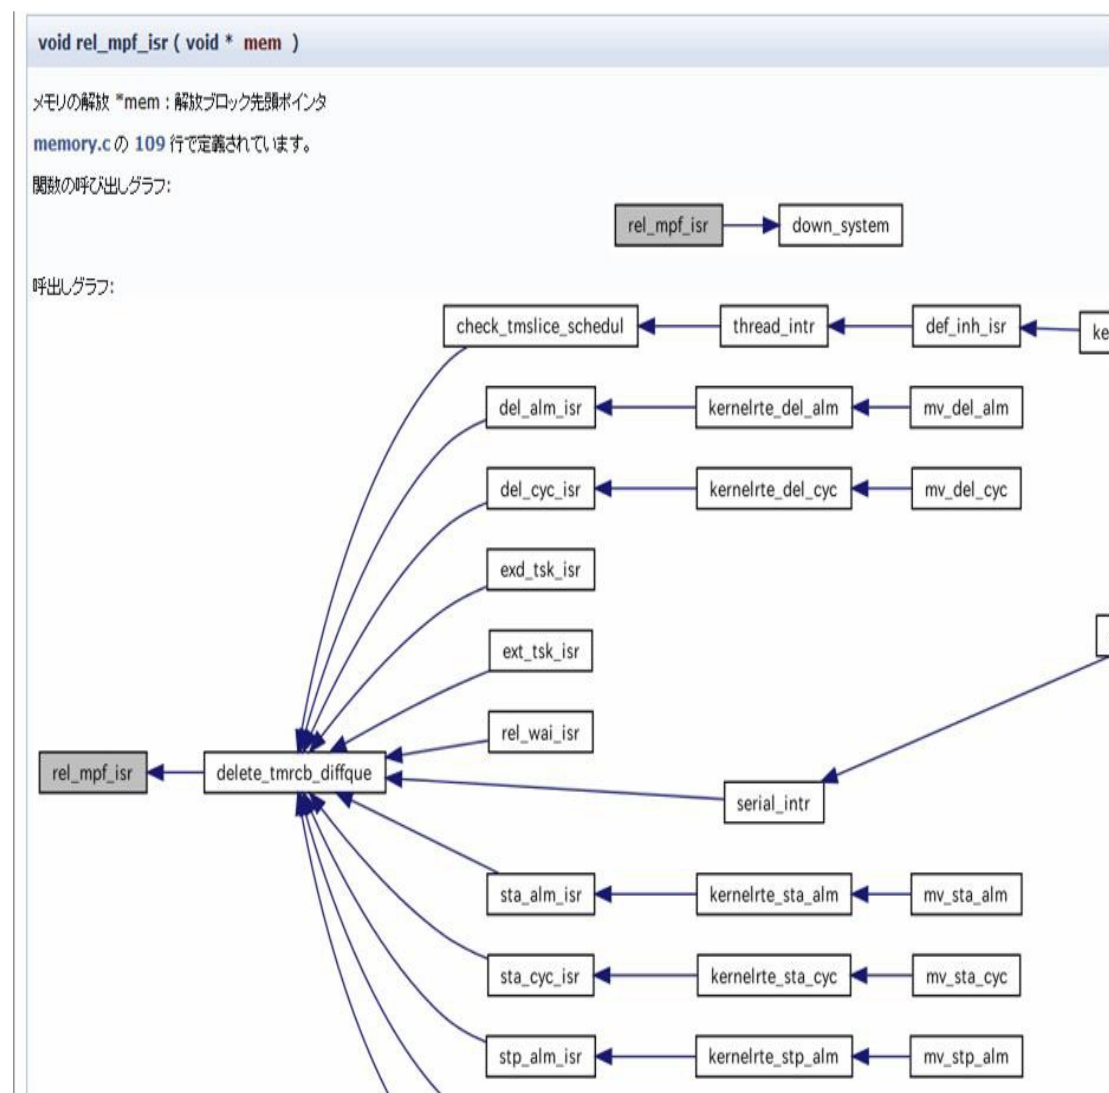 void rel_mpf_isr ( void * mem )
メモリの解放 *mem : 解放ブロック先頭ポインタ
memory.c の 109 行で定義されています。
関数の呼び出しグラフ:
rel_mpf_isr down_system
呼出しグラフ:
check_tmslice_schedul thread_intr def_inh_isr ke
del_alm_isr kernelrte_del_alm mv_del_alm
del_cyc_isr kernelrte_del_cyc mv_del_cyc
exd_tsk_isr
ext_tsk_isr
rel_wai_isr
rel_mpf_isr delete_tmrcb_diffque
serial_intr
sta_alm_isr kernelrte_sta_alm mv_sta_alm
sta_cyc_isr kernelrte_sta_cyc mv_sta_cyc
stp_alm_isr kernelrte_stp_alm mv_stp_alm